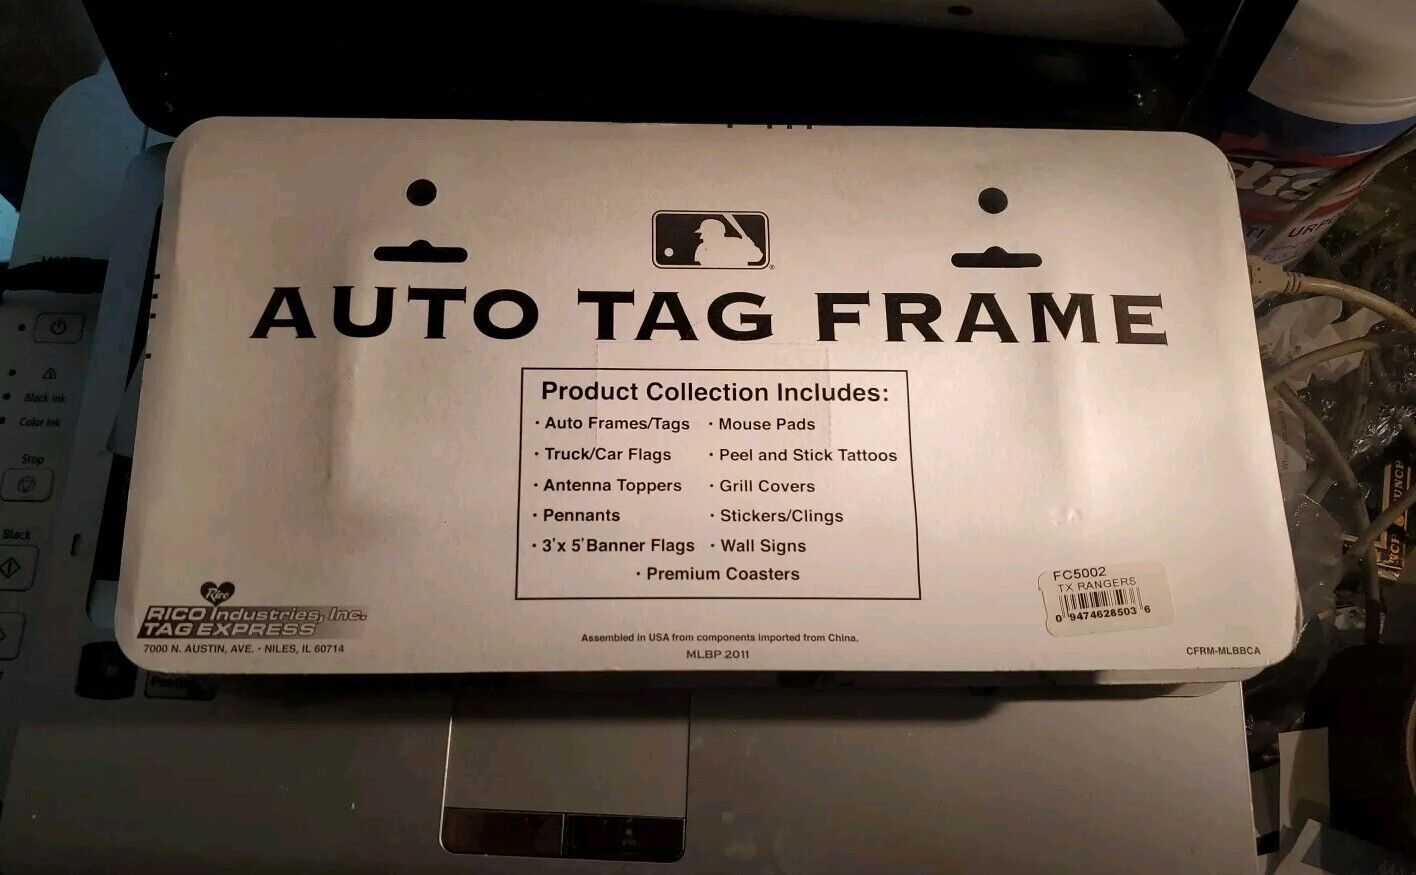 AUTO TAG FRAME
Product Collection Includes:
· Auto Frames/Tags
· Truck/Car Flags
· Antenna Toppers
· Pennants
· 3'x 5' Banner Flags
· Mouse Pads
· Peel and Stick Tattoos
· Grill Covers
· Stickers/Clings
· Wall Signs
· Premium Coasters
Rico
RICO Industries, Inc.
TAG EXPRESS
7000 N. AUSTIN, AVE. · NILES, IL 60714
Assembled in USA from components imported from China.
MLBP 2011
FC5002
TX RANGERS
0 94746 28503 6
CFRM-MLBBCA
Black Ink
Color Ink
Stop
Black